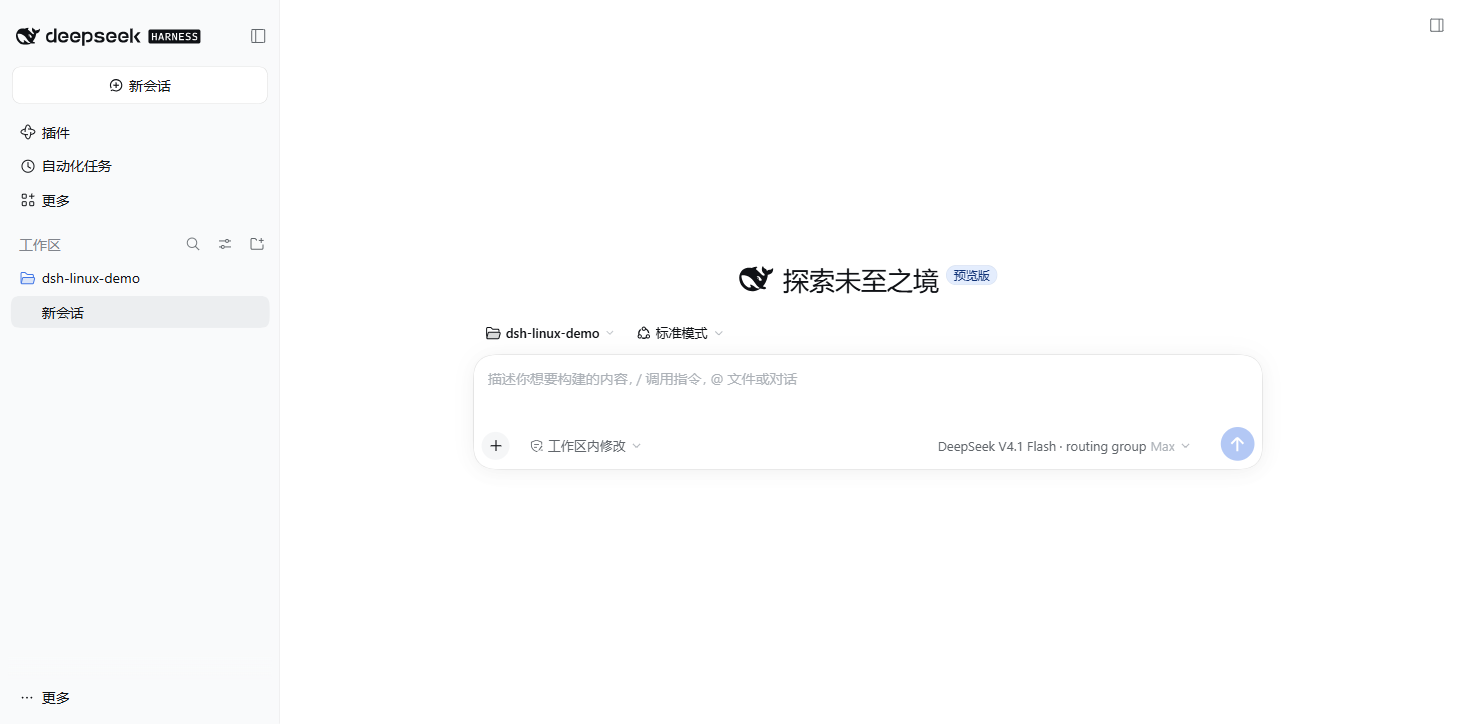 deepseek HARNESS
新会话
插件
自动化任务
更多
工作区
dsh-linux-demo
新会话
更多
探索未至之境 预览版
dsh-linux-demo 标准模式
描述你想要构建的内容, / 调用指令, @ 文件或对话
工作区内修改 DeepSeek V4.1 Flash · routing group Max